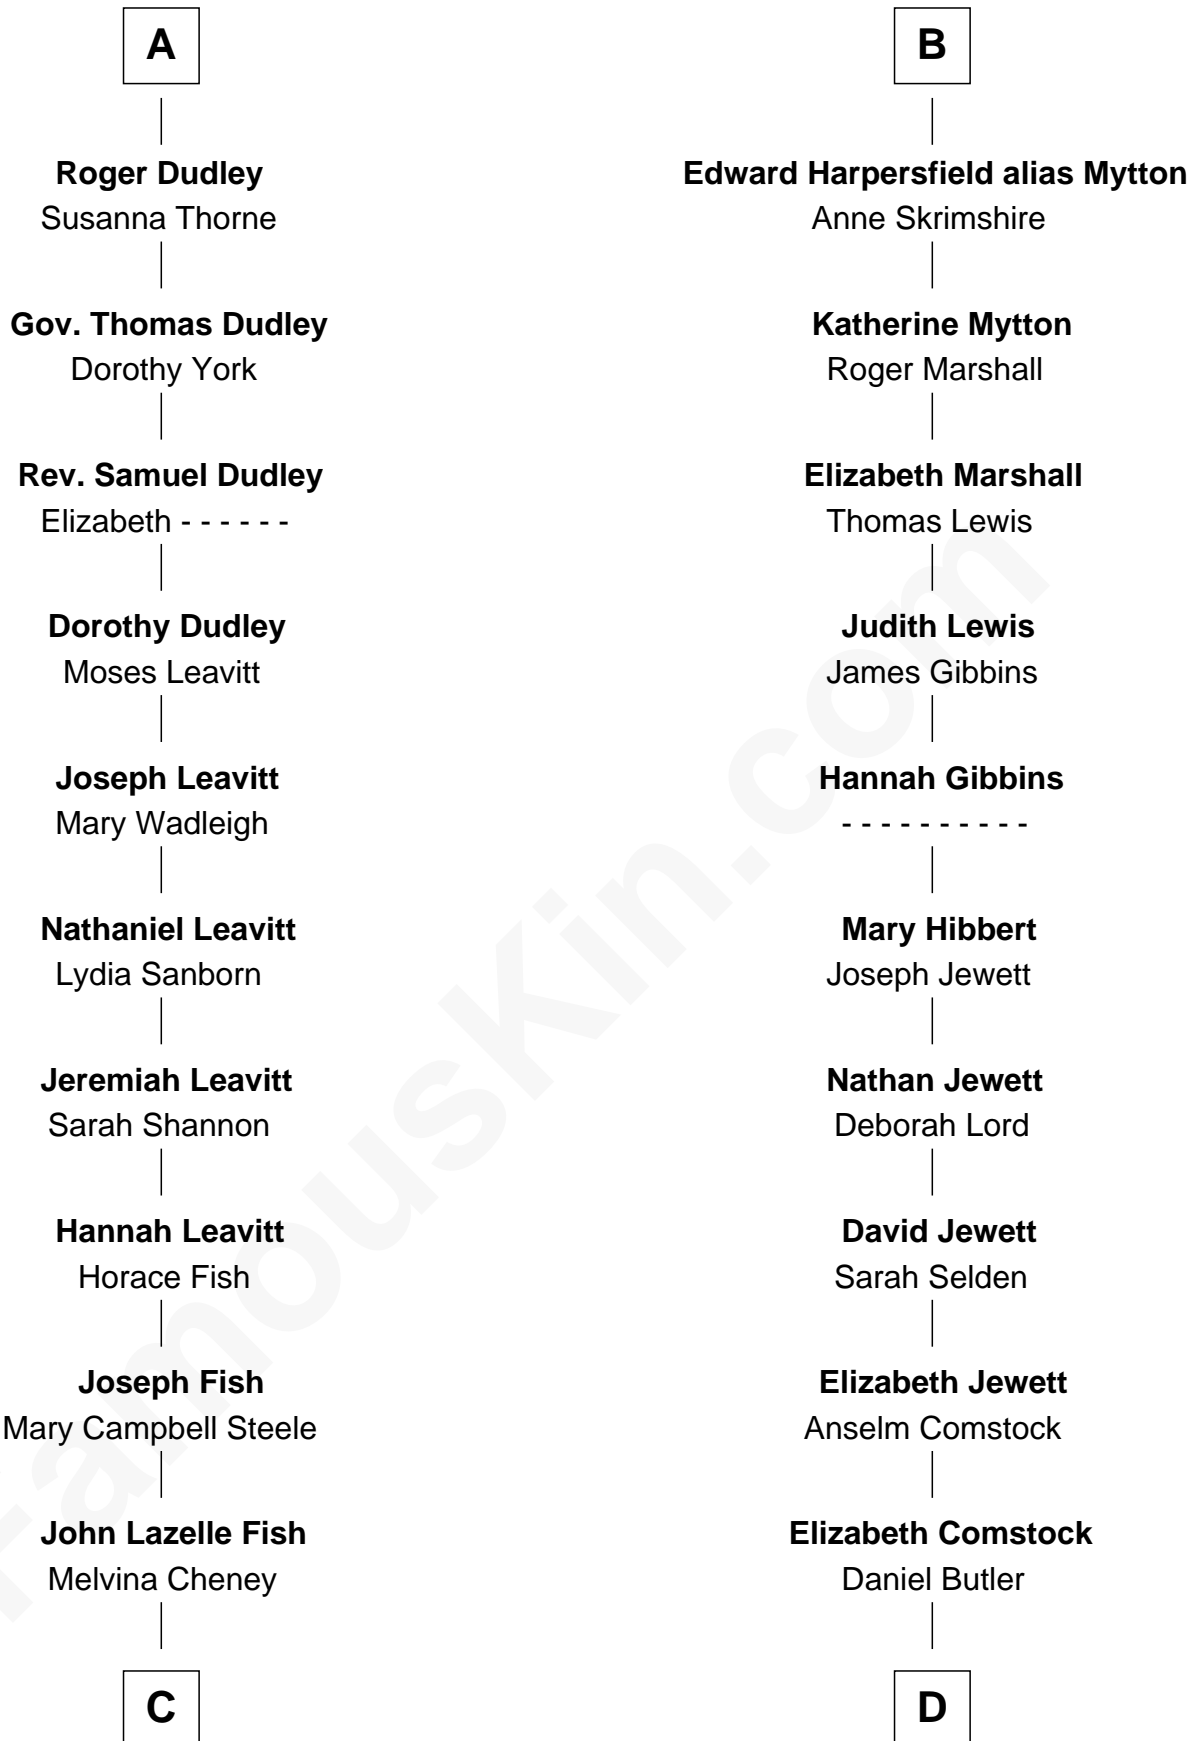 A
Roger Dudley
Susanna Thorne
Gov. Thomas Dudley
Dorothy York
Rev. Samuel Dudley
Elizabeth - - - - - -
Dorothy Dudley
Moses Leavitt
Joseph Leavitt
Mary Wadleigh
Nathaniel Leavitt
Lydia Sanborn
Jeremiah Leavitt
Sarah Shannon
Hannah Leavitt
Horace Fish
Joseph Fish
Mary Campbell Steele
John Lazelle Fish
Melvina Cheney
C
B
Edward Harpersfield alias Mytton
Anne Skrimshire
Katherine Mytton
Roger Marshall
Elizabeth Marshall
Thomas Lewis
Judith Lewis
James Gibbins
Hannah Gibbins
- - - - - - - - - -
Mary Hibbert
Joseph Jewett
Nathan Jewett
Deborah Lord
David Jewett
Sarah Selden
Elizabeth Jewett
Anselm Comstock
Elizabeth Comstock
Daniel Butler
D
FamousKin.com